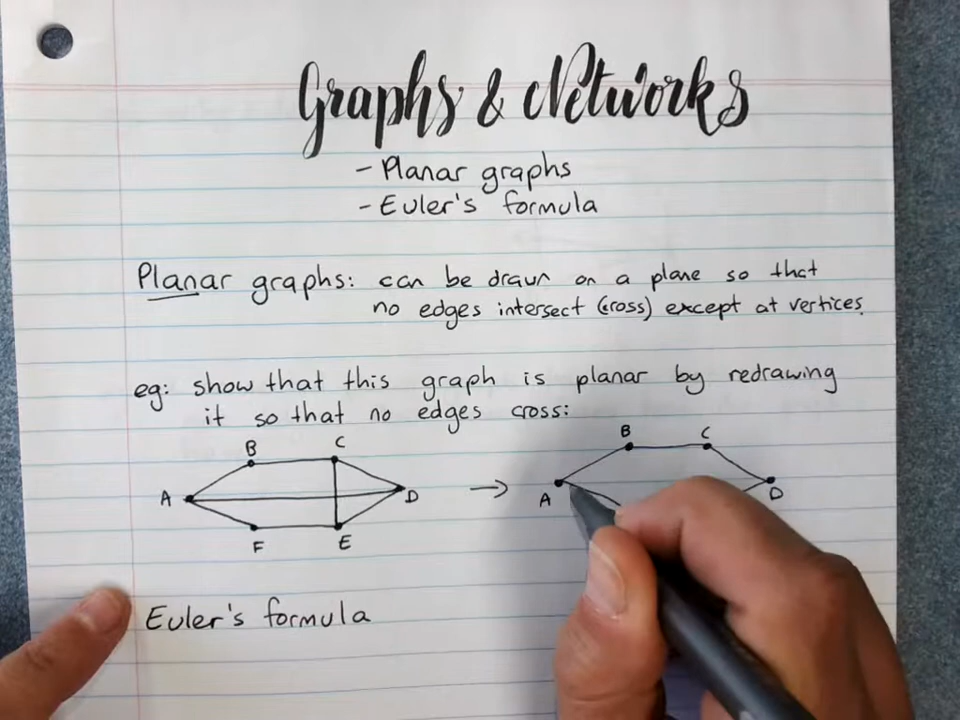 Graphs & Networks
- Planar graphs
- Euler's formula
Planar graphs: can be drawn on a plane so that
no edges intersect (cross) except at vertices.
eg: show that this graph is planar by redrawing
it so that no edges cross:
B C B C
A D → A D
F E
Euler's formula